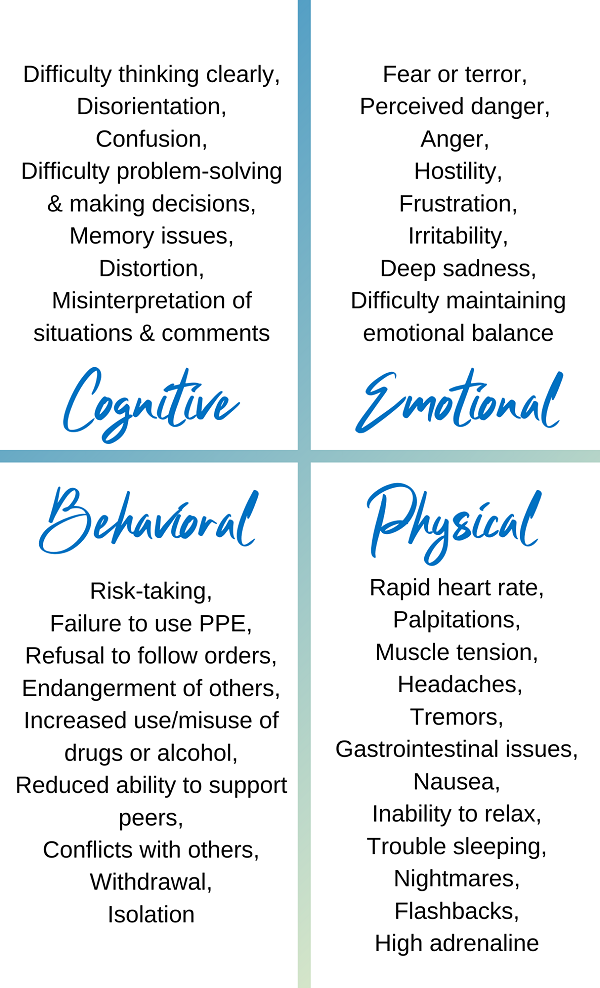 Difficulty thinking clearly,
Disorientation,
Confusion,
Difficulty problem-solving
& making decisions,
Memory issues,
Distortion,
Misinterpretation of
situations & comments
Cognitive
Fear or terror,
Perceived danger,
Anger,
Hostility,
Frustration,
Irritability,
Deep sadness,
Difficulty maintaining
emotional balance
Emotional
Behavioral
Risk-taking,
Failure to use PPE,
Refusal to follow orders,
Endangerment of others,
Increased use/misuse of
drugs or alcohol,
Reduced ability to support
peers,
Conflicts with others,
Withdrawal,
Isolation
Physical
Rapid heart rate,
Palpitations,
Muscle tension,
Headaches,
Tremors,
Gastrointestinal issues,
Nausea,
Inability to relax,
Trouble sleeping,
Nightmares,
Flashbacks,
High adrenaline